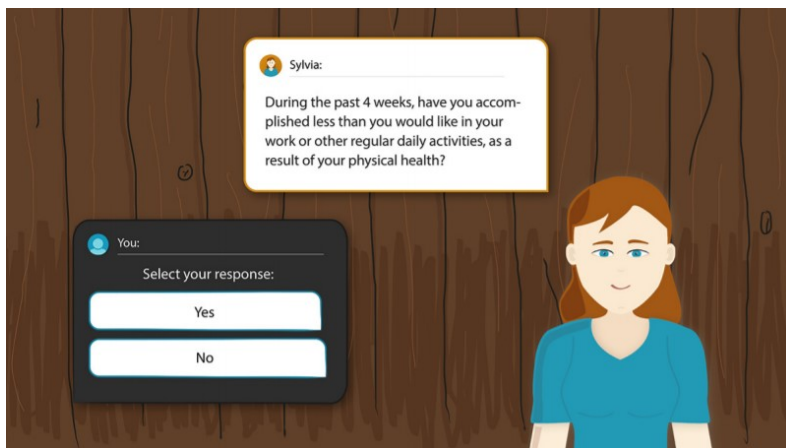 Sylvia:
During the past 4 weeks, have you accom-
plished less than you would like in your
work or other regular daily activities, as a
result of your physical health?
You:
Select your response:
Yes
No